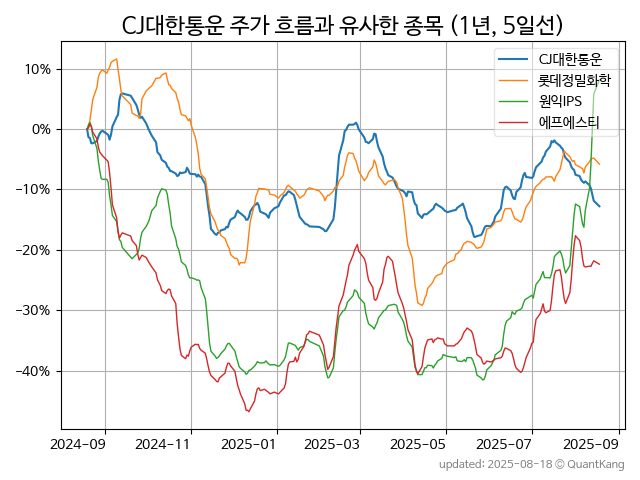 CJ대한통운 주가 흐름과 유사한 종목 (1년, 5일선)
CJ대한통운
롯데정밀화학
원익IPS
에프에스티
10%
0%
−10%
−20%
−30%
−40%
2024-09 2024-11 2025-01 2025-03 2025-05 2025-07 2025-09
updated: 2025-08-18 © QuantKang